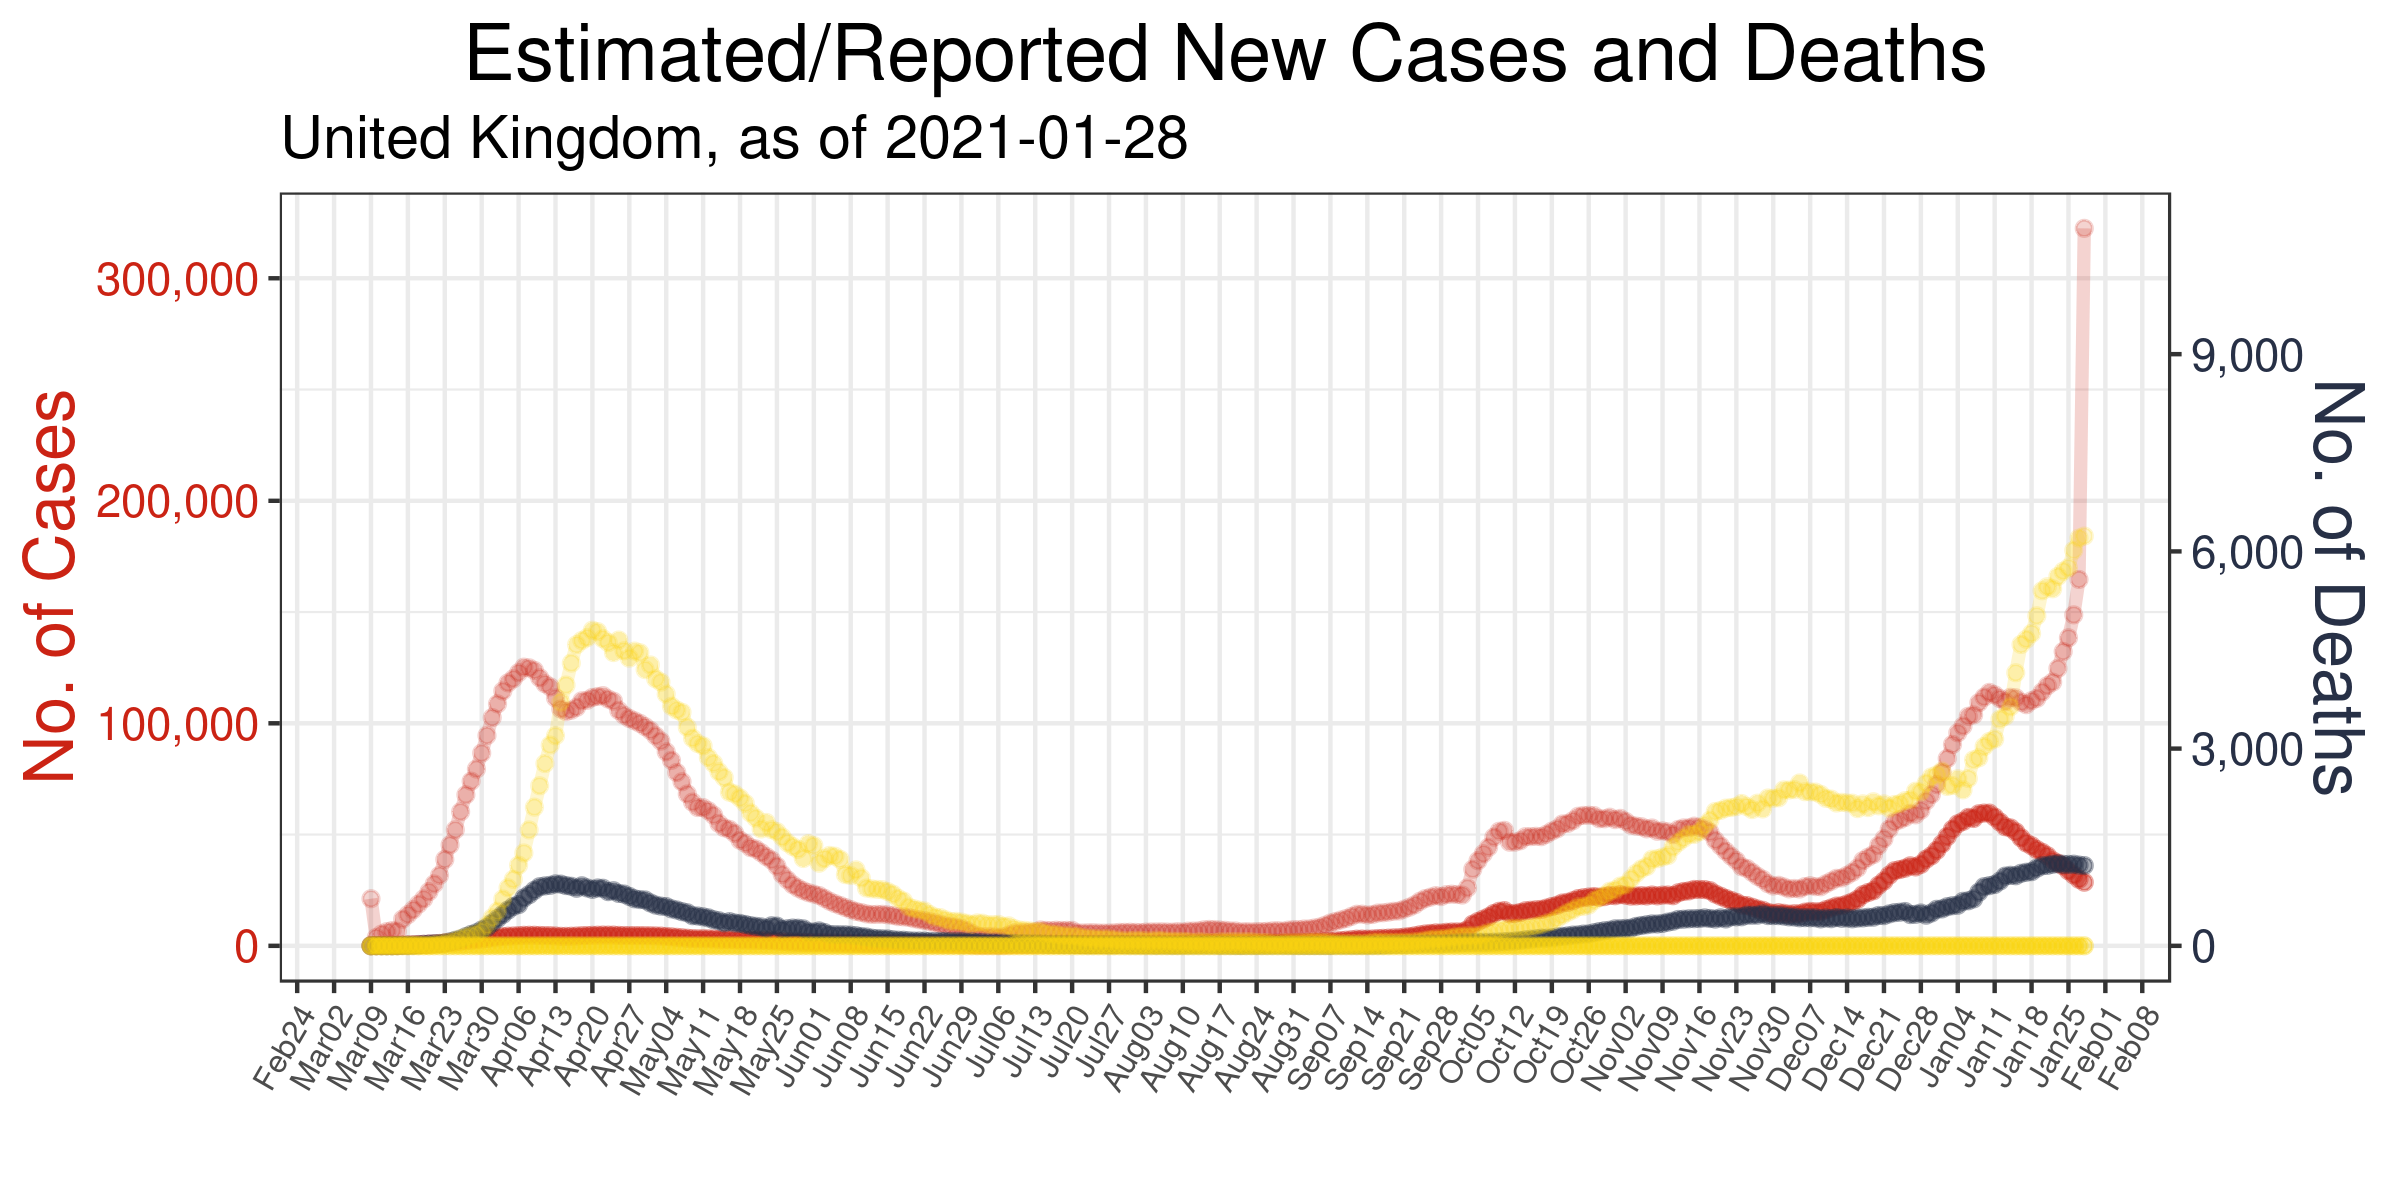 Estimated/Reported New Cases and Deaths
United Kingdom, as of 2021-01-28
No. of Cases
300,000
200,000
100,000
0
9,000
6,000
3,000
0
No. of Deaths
Feb24
Mar02
Mar09
Mar16
Mar23
Mar30
Apr06
Apr13
Apr20
Apr27
May04
May11
May18
May25
Jun01
Jun08
Jun15
Jun22
Jun29
Jul06
Jul13
Jul20
Jul27
Aug03
Aug10
Aug17
Aug24
Aug31
Sep07
Sep14
Sep21
Sep28
Oct05
Oct12
Oct19
Oct26
Nov02
Nov09
Nov16
Nov23
Nov30
Dec07
Dec14
Dec21
Dec28
Jan04
Jan11
Jan18
Jan25
Feb01
Feb08